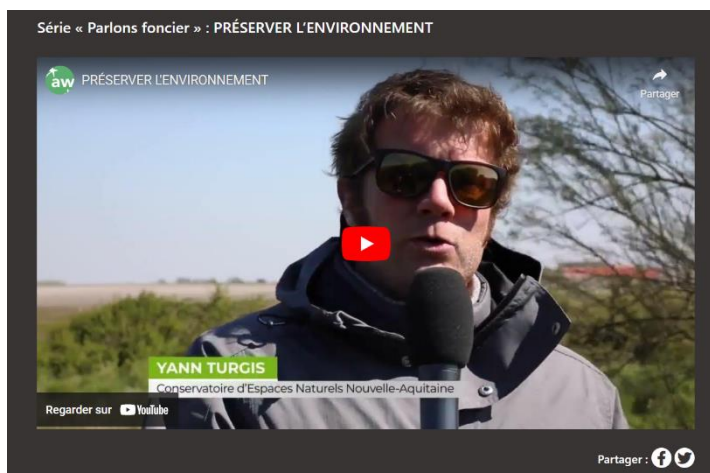 Série « Parlons foncier » : PRÉSERVER L’ENVIRONNEMENT
aw PRÉSERVER L'ENVIRONNEMENT
Partager
YANN TURGIS
Conservatoire d'Espaces Naturels Nouvelle-Aquitaine
Regarder sur YouTube
Partager :